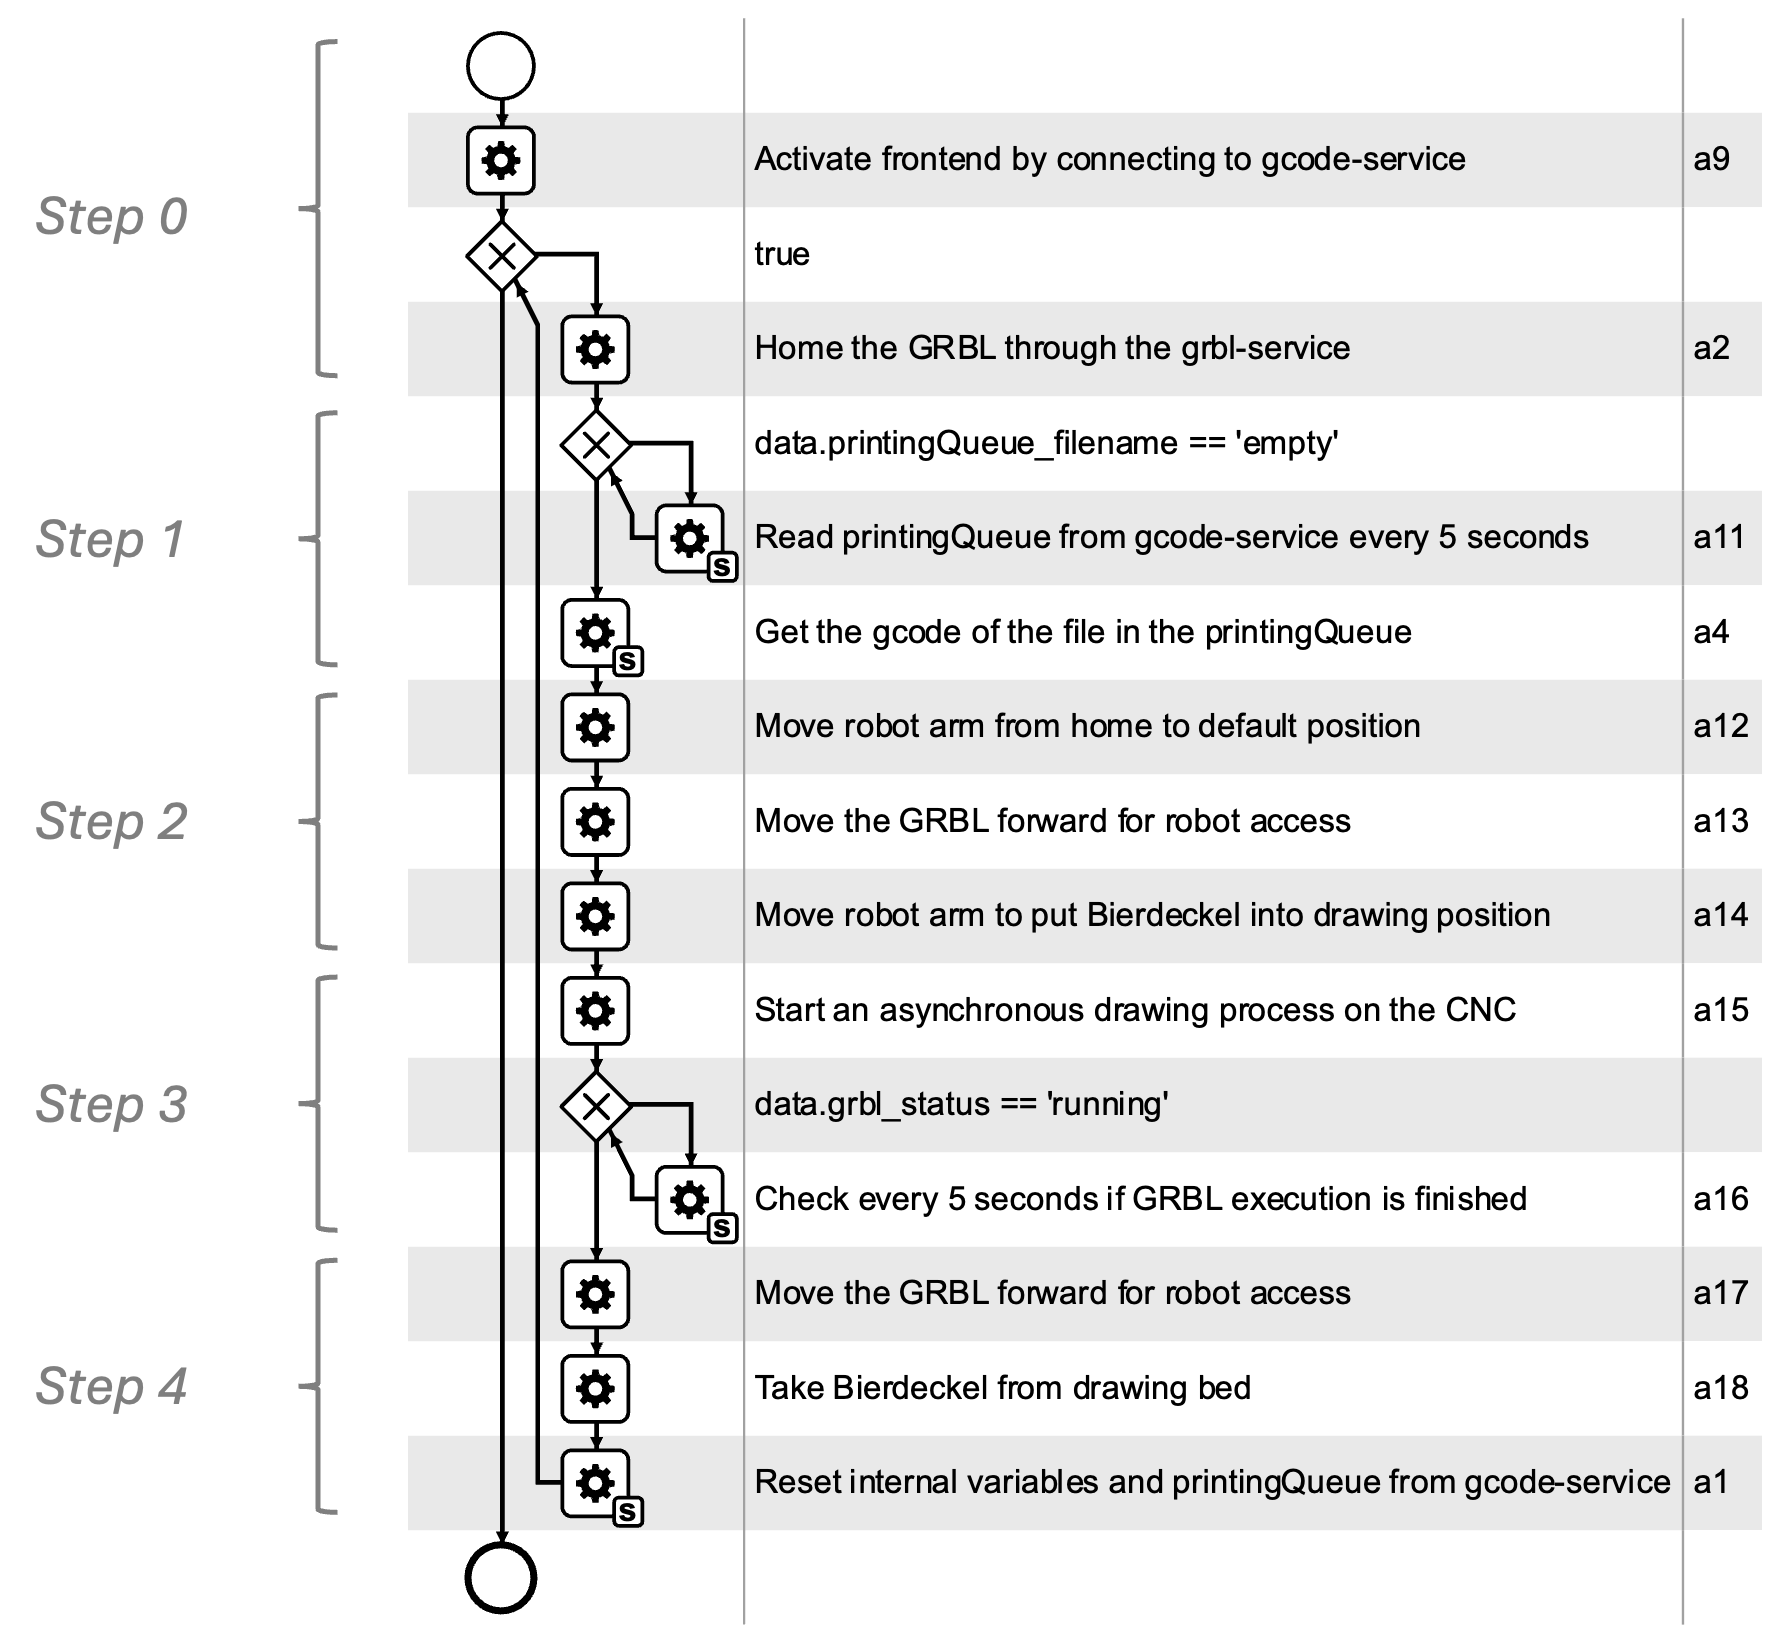 Step 0
Activate frontend by connecting to gcode-service a9
true
Home the GRBL through the grbl-service a2
Step 1
data.printingQueue_filename == 'empty'
Read printingQueue from gcode-service every 5 seconds a11
s
Get the gcode of the file in the printingQueue a4
s
Step 2
Move robot arm from home to default position a12
Move the GRBL forward for robot access a13
Move robot arm to put Bierdeckel into drawing position a14
Step 3
Start an asynchronous drawing process on the CNC a15
data.grbl_status == 'running'
Check every 5 seconds if GRBL execution is finished a16
s
Step 4
Move the GRBL forward for robot access a17
Take Bierdeckel from drawing bed a18
Reset internal variables and printingQueue from gcode-service a1
s